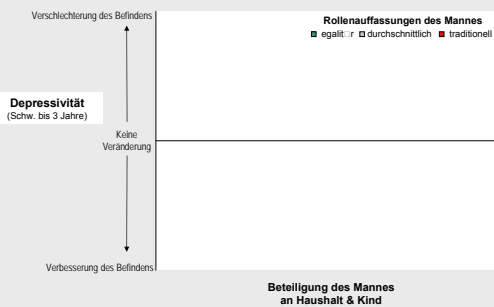 Verschlechterung des Befindens
Rollenauffassungen des Mannes
egalit□r durchschnittlich traditionell
Depressivität
(Schw. bis 3 Jahre)
Keine
Veränderung
Verbesserung des Befindens
Beteiligung des Mannes
an Haushalt & Kind